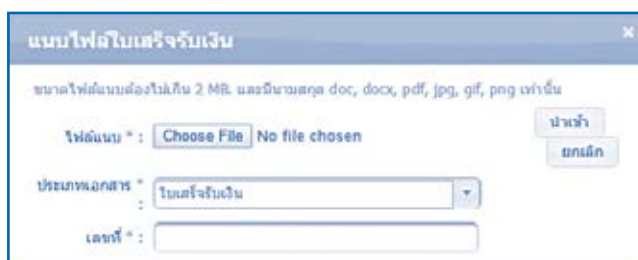 แนบไฟล์ใบเสร็จรับเงิน
×
ขนาดไฟล์แนบต้องไม่เกิน 2 MB. และมีนามสกุล doc, docx, pdf, jpg, gif, png เท่านั้น
ไฟล์แนบ * : Choose File No file chosen
นำเข้า
ยกเลิก
ประเภทเอกสาร * : ใบเสร็จรับเงิน
เลขที่ * :